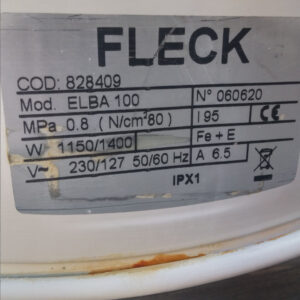 FLECK
COD: 828409
Mod. ELBA 100 N° 060620
MPa 0.8 ( N/cm²80 ) I 95 CE
W 1150/1400 Fe + E
V~ 230/127 50/60 Hz A 6.5
IPX1